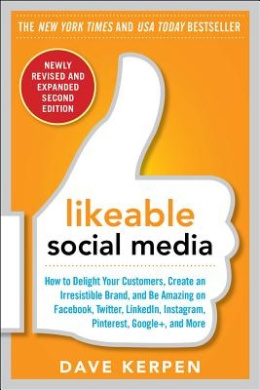 THE NEW YORK TIMES AND USA TODAY BESTSELLER
NEWLY
REVISED AND
EXPANDED
SECOND
EDITION
likeable
social media
How to Delight Your Customers, Create an
Irresistible Brand, and Be Amazing on
Facebook, Twitter, LinkedIn, Instagram,
Pinterest, Google+, and More
DAVE KERPEN